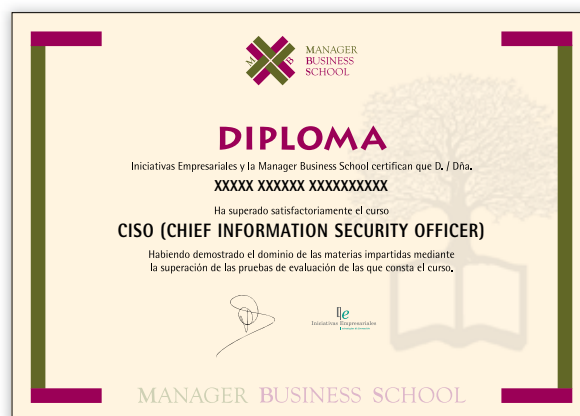 MANAGER
BUSINESS
SCHOOL
M B
DIPLOMA
Iniciativas Empresariales y la Manager Business School certifican que D. / Dña.
XXXXX XXXXXX XXXXXXXXXX
Ha superado satisfactoriamente el curso
CISO (CHIEF INFORMATION SECURITY OFFICER)
Habiendo demostrado el dominio de las materias impartidas mediante
la superación de las pruebas de evaluación de las que consta el curso.
Ie
Iniciativas Empresariales
MANAGER BUSINESS SCHOOL